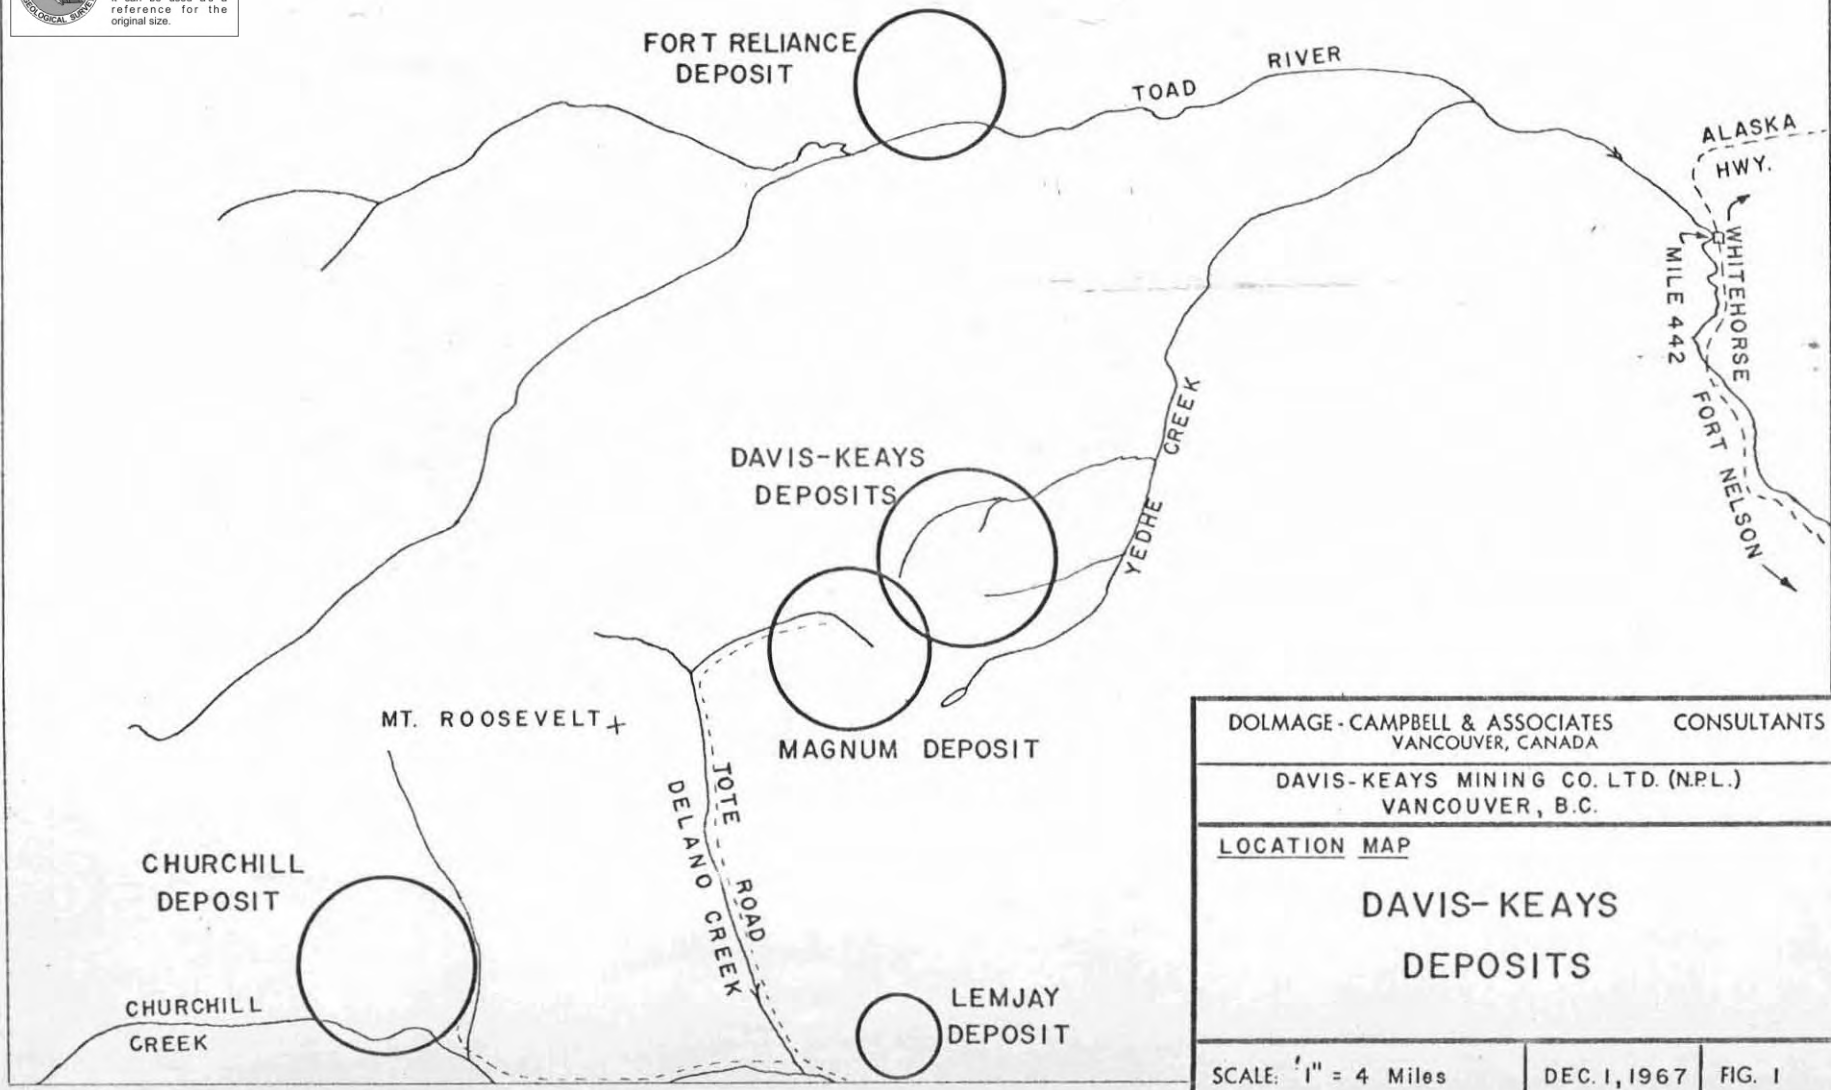 GEOLOGICAL SURVEY
reference for the
original size.
FORT RELIANCE
DEPOSIT
TOAD RIVER
ALASKA
HWY.
WHITEHORSE
MILE 442
FORT NELSON
DAVIS-KEAYS
DEPOSITS
YEDHE CREEK
MT. ROOSEVELT
MAGNUM DEPOSIT
TOTE ROAD
DELANO CREEK
CHURCHILL
DEPOSIT
CHURCHILL
CREEK
LEMJAY
DEPOSIT
DOLMAGE-CAMPBELL & ASSOCIATES CONSULTANTS
VANCOUVER, CANADA
DAVIS-KEAYS MINING CO. LTD. (N.P.L.)
VANCOUVER, B.C.
LOCATION MAP
DAVIS-KEAYS
DEPOSITS
SCALE: 1" = 4 Miles DEC. 1, 1967 FIG. 1